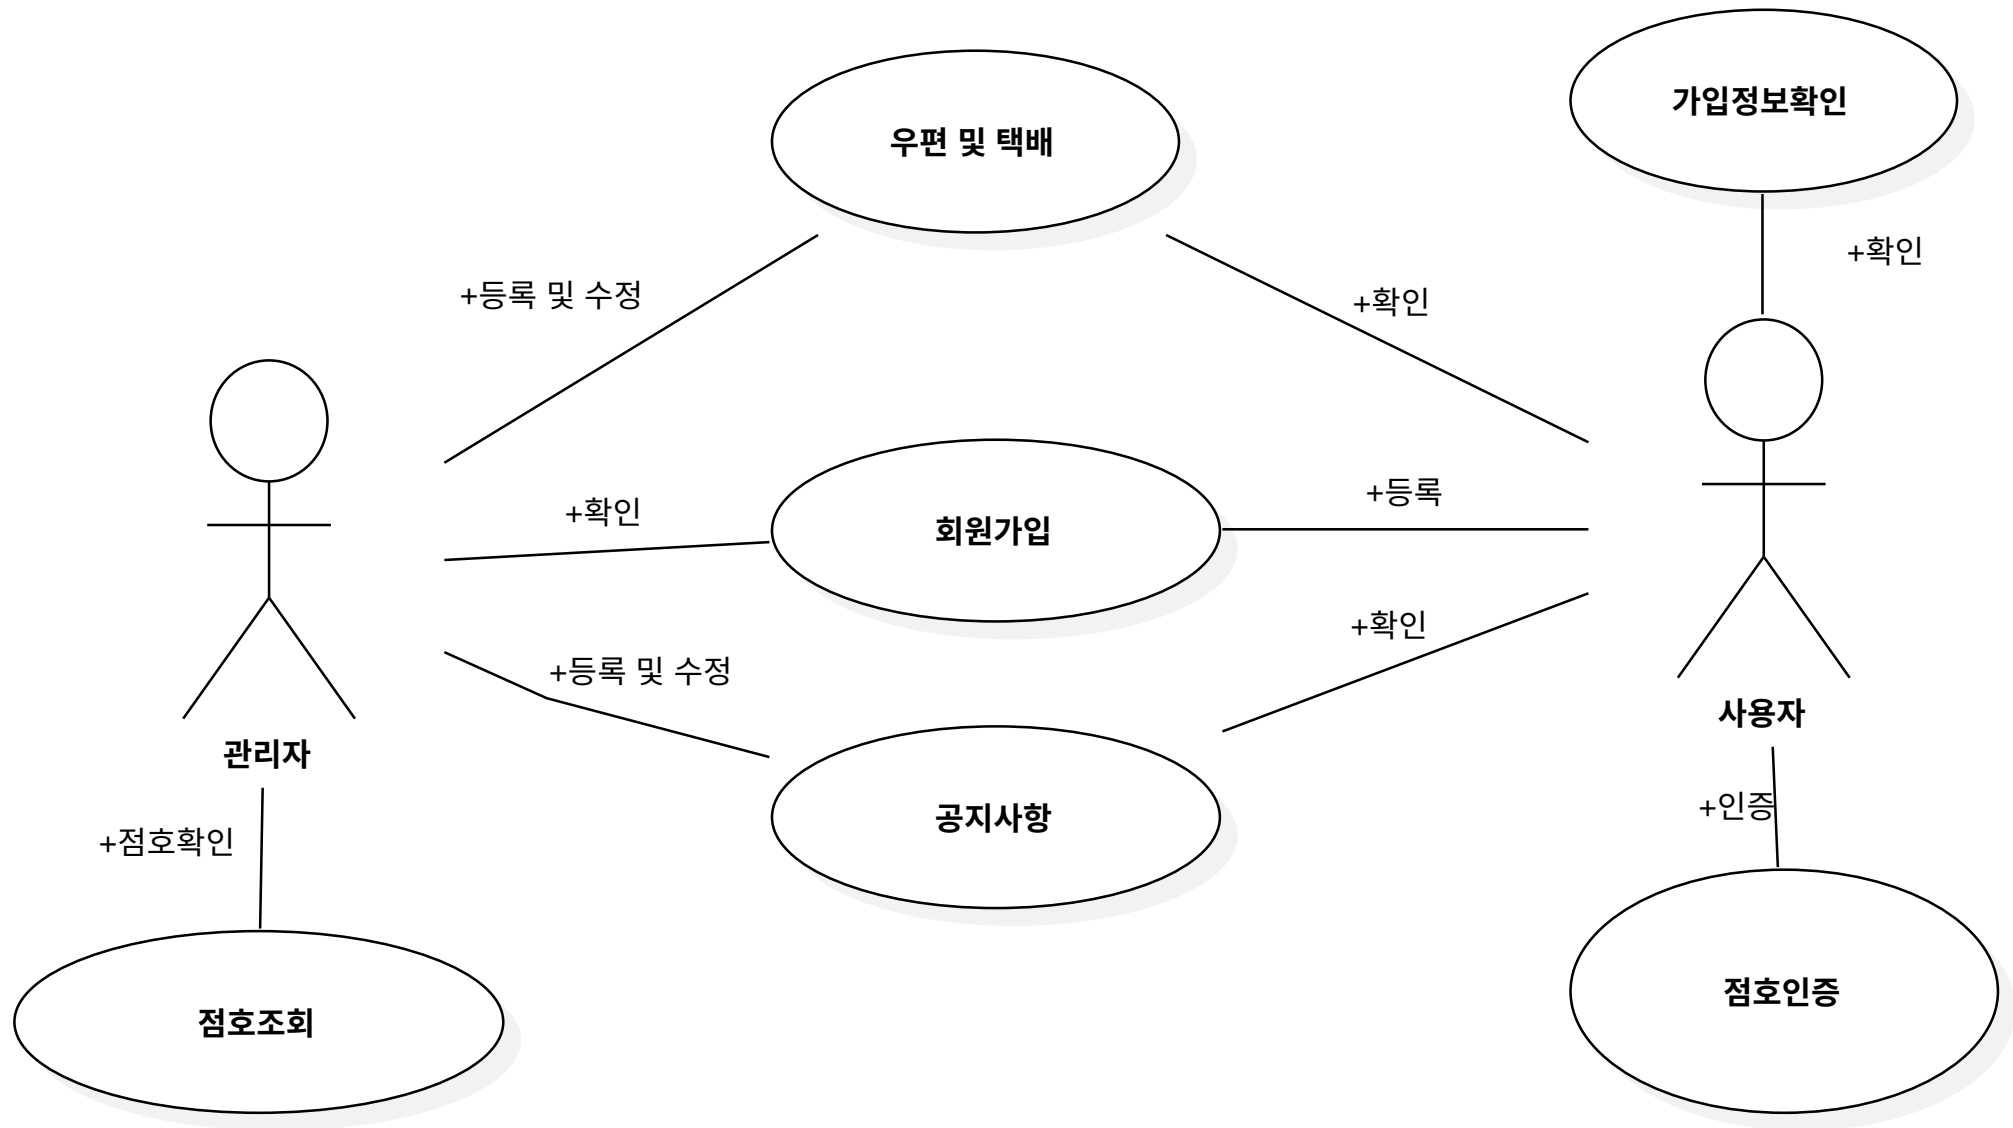 가입정보확인
우편 및 택배
+확인
+등록 및 수정
+확인
+확인
+등록
회원가입
+확인
+등록 및 수정
사용자
관리자
+인증
공지사항
+점호확인
점호인증
점호조회